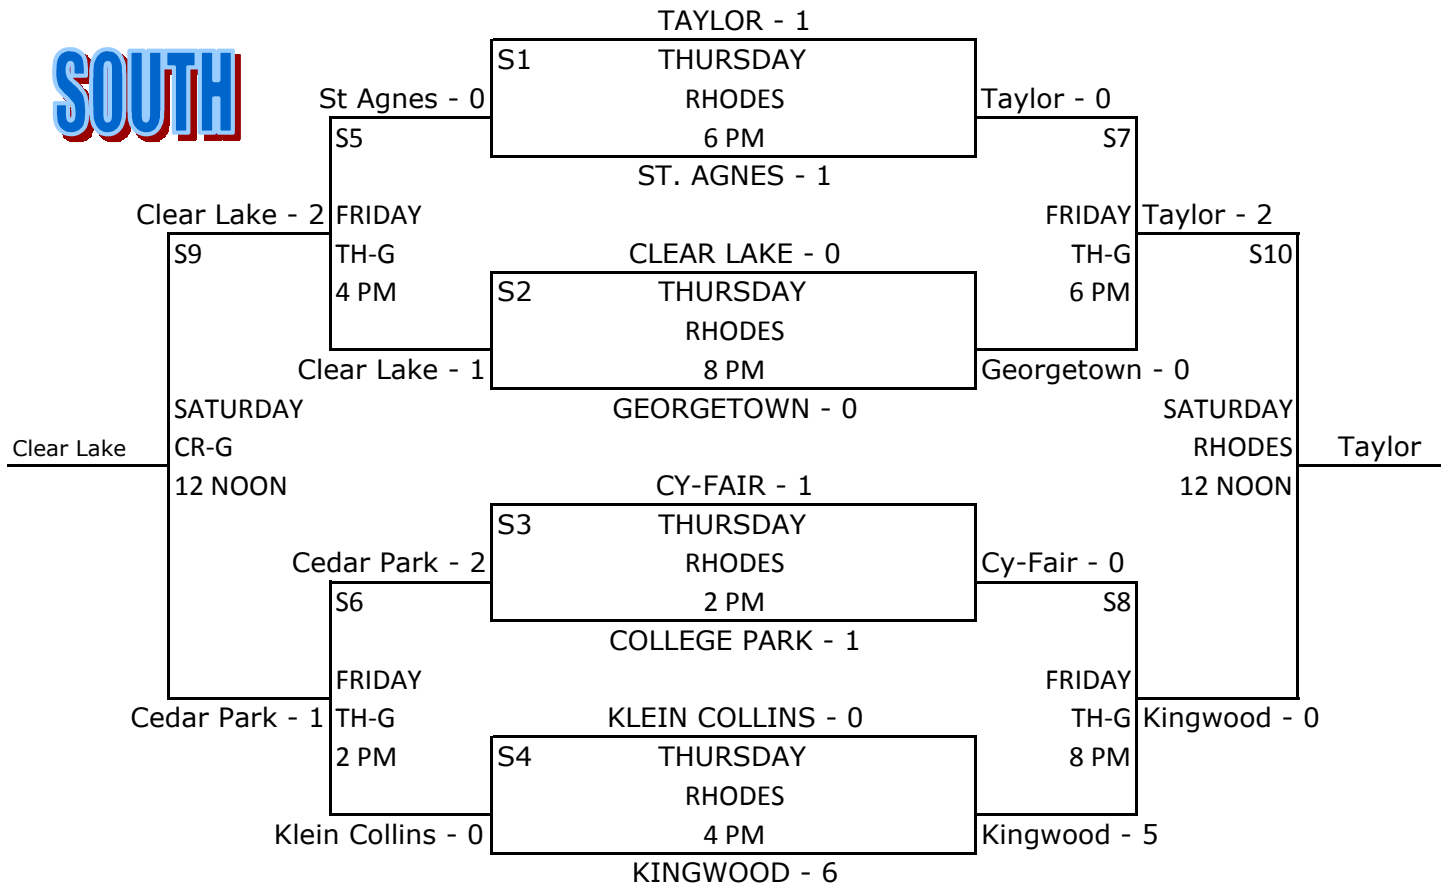 TAYLOR - 1
SOUTH
S1 THURSDAY
St Agnes - 0 RHODES Taylor - 0
S5 6 PM S7
ST. AGNES - 1
Clear Lake - 2 FRIDAY FRIDAY Taylor - 2
S9 TH-G CLEAR LAKE - 0 TH-G S10
4 PM S2 THURSDAY 6 PM
RHODES
Clear Lake - 1 8 PM Georgetown - 0
SATURDAY GEORGETOWN - 0 SATURDAY
Clear Lake CR-G RHODES Taylor
12 NOON CY-FAIR - 1 12 NOON
S3 THURSDAY
Cedar Park - 2 RHODES Cy-Fair - 0
S6 2 PM S8
COLLEGE PARK - 1
FRIDAY FRIDAY
Cedar Park - 1 TH-G KLEIN COLLINS - 0 TH-G Kingwood - 0
2 PM S4 THURSDAY 8 PM
RHODES
Klein Collins - 0 4 PM Kingwood - 5
KINGWOOD - 6